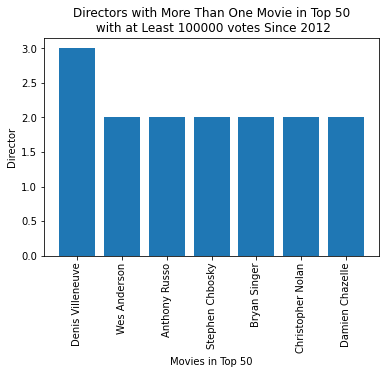 Directors with More Than One Movie in Top 50
with at Least 100000 votes Since 2012
Director
3.0
2.5
2.0
1.5
1.0
0.5
0.0
Denis Villeneuve
Wes Anderson
Anthony Russo
Stephen Chbosky
Bryan Singer
Christopher Nolan
Damien Chazelle
Movies in Top 50